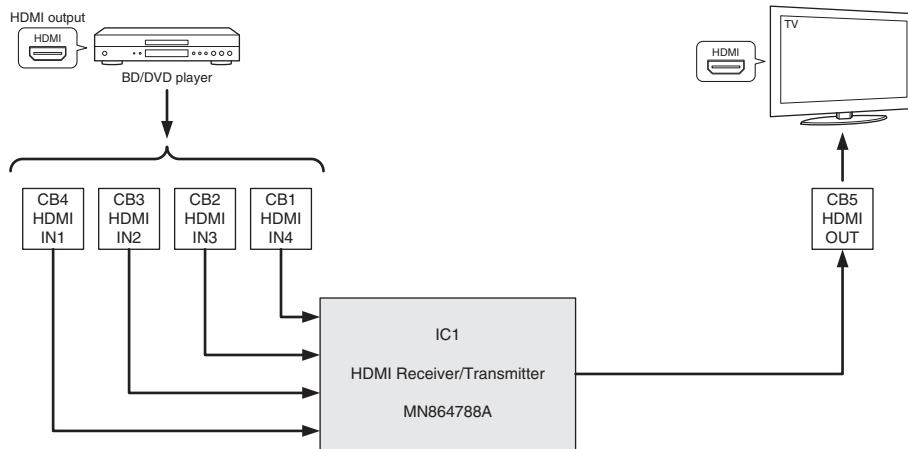 HDMI output
HDMI
BD/DVD player
TV
HDMI
CB4
HDMI
IN1
CB3
HDMI
IN2
CB2
HDMI
IN3
CB1
HDMI
IN4
CB5
HDMI
OUT
IC1
HDMI Receiver/Transmitter
MN864788A